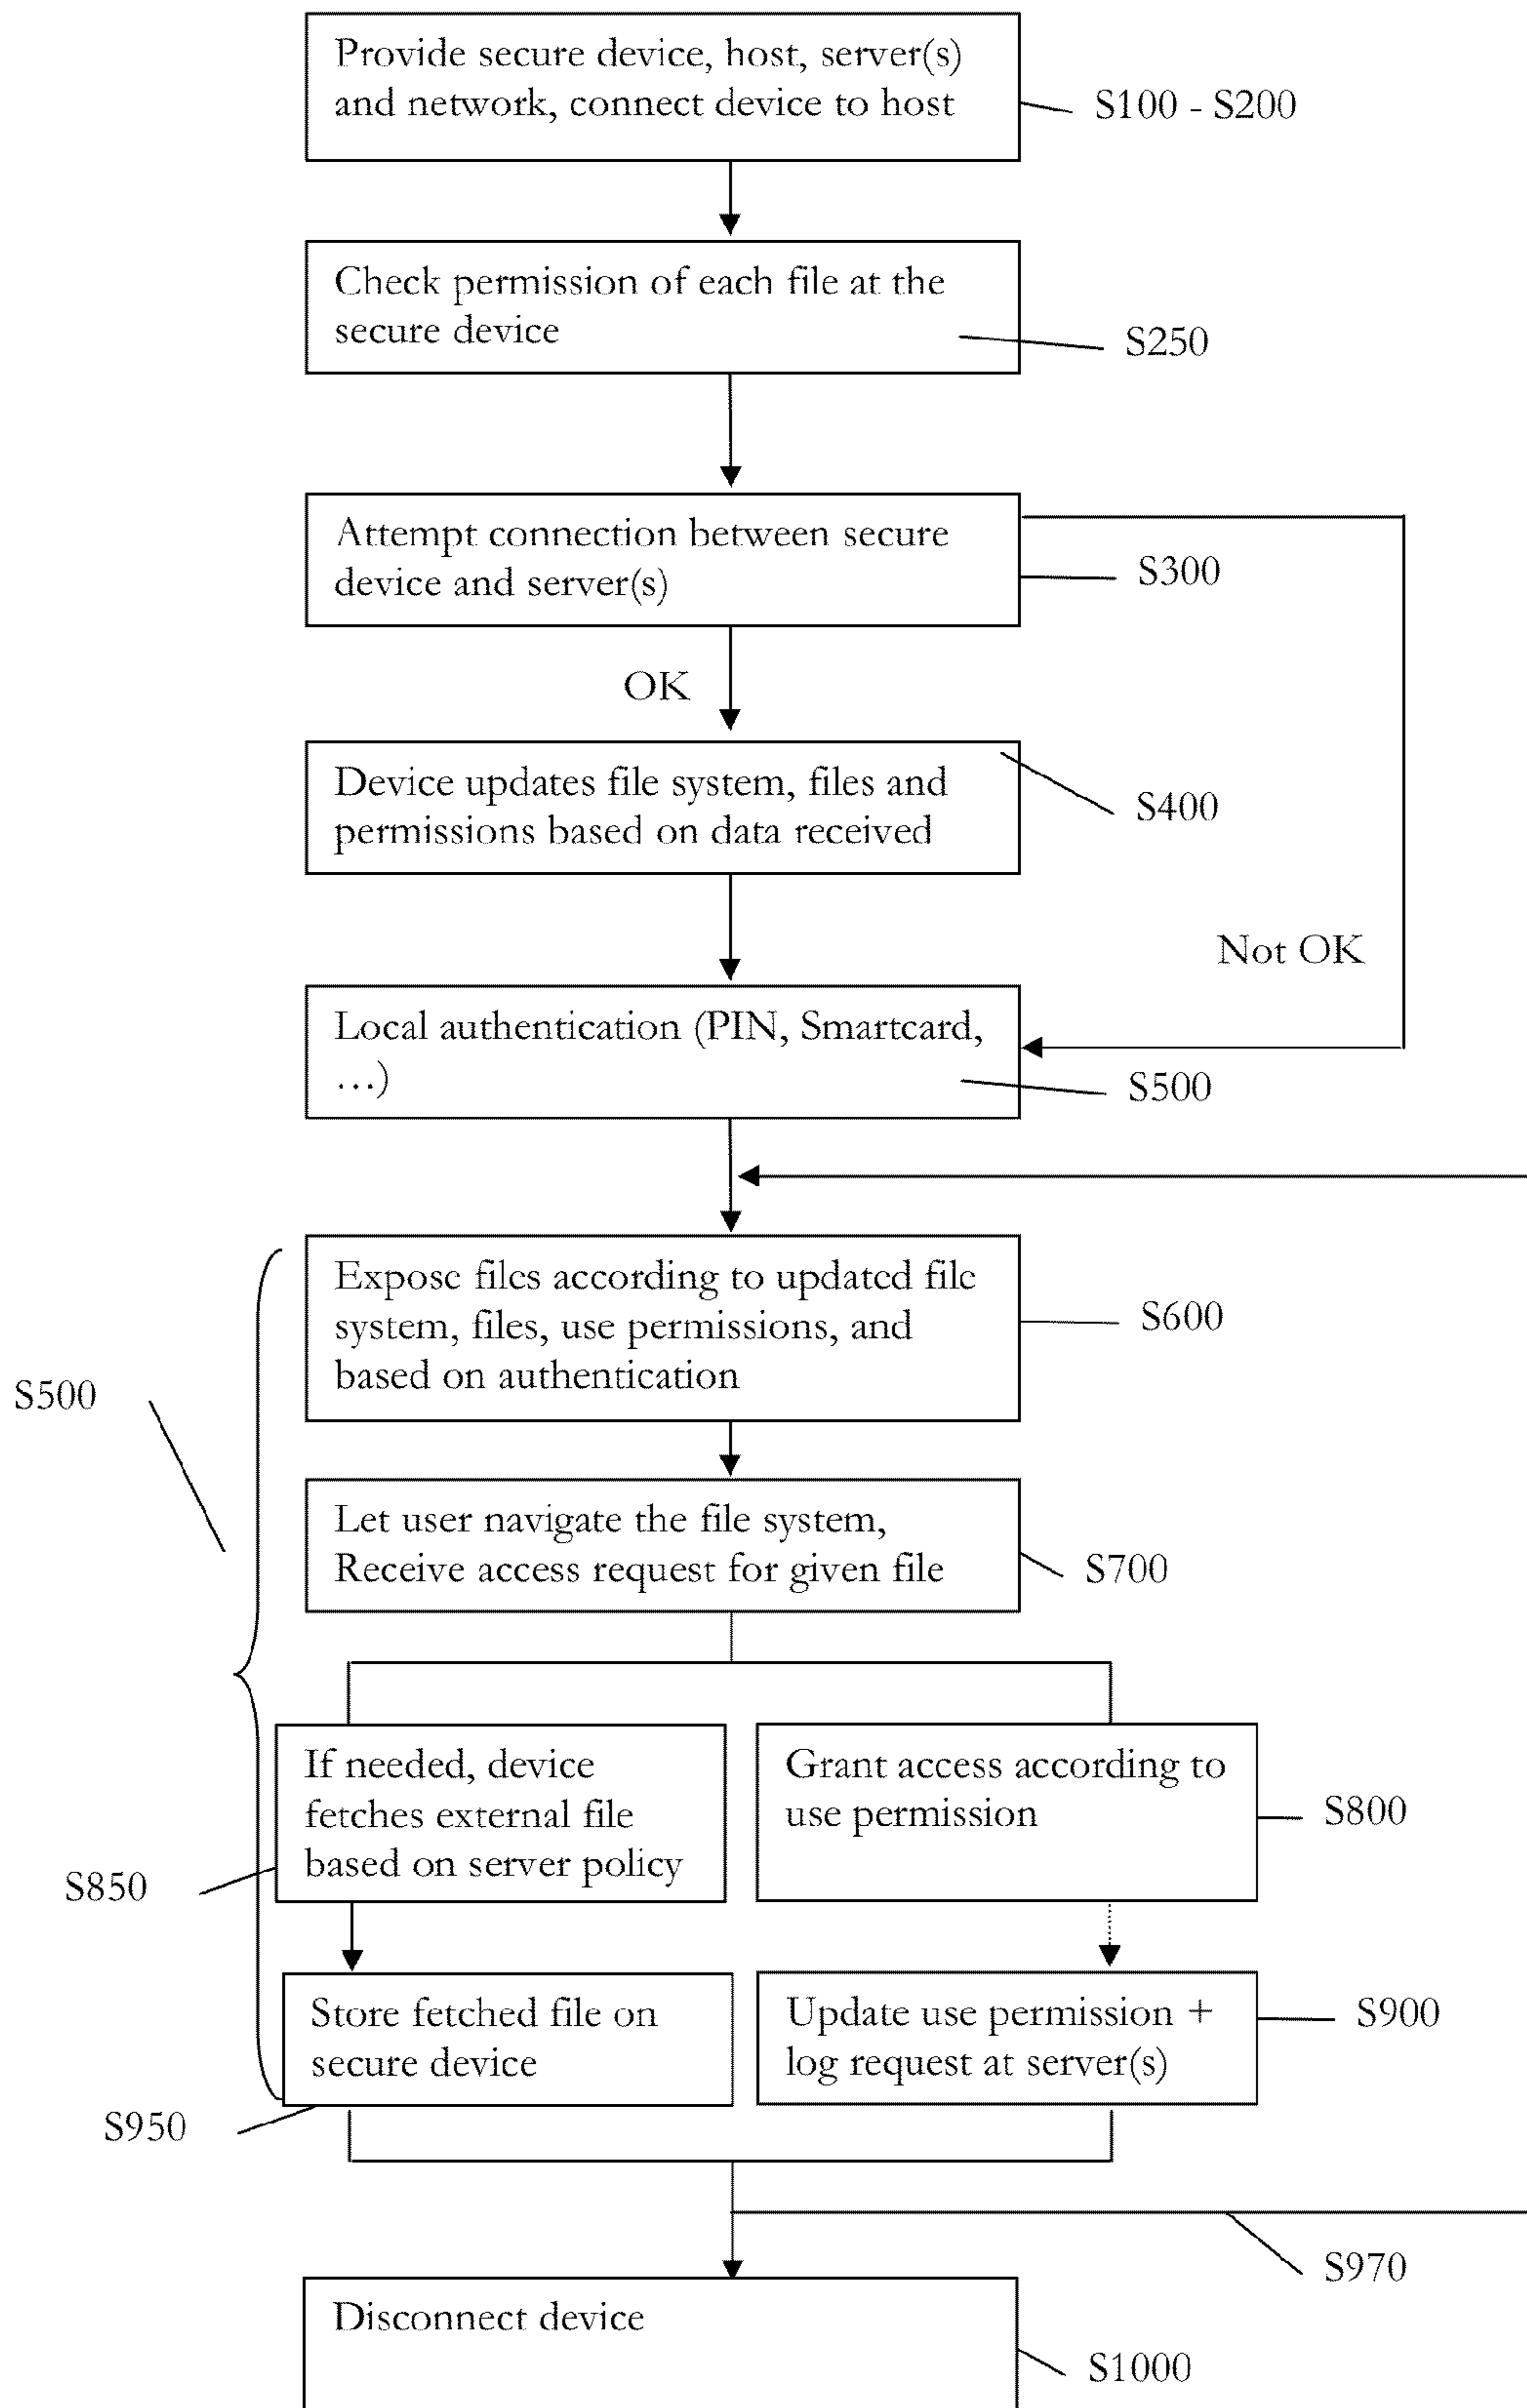 Provide secure device, host, server(s)
and network, connect device to host
S100 - S200
Check permission of each file at the
secure device
S250
Attempt connection between secure
device and server(s)
S300
OK
Device updates file system, files and
permissions based on data received
S400
Not OK
Local authentication (PIN, Smartcard,
…)
S500
Expose files according to updated file
system, files, use permissions, and
based on authentication
S600
S500
Let user navigate the file system,
Receive access request for given file
S700
If needed, device
fetches external file
based on server policy
S850
Grant access according to
use permission
S800
Store fetched file on
secure device
S950
Update use permission +
log request at server(s)
S900
S970
Disconnect device
S1000